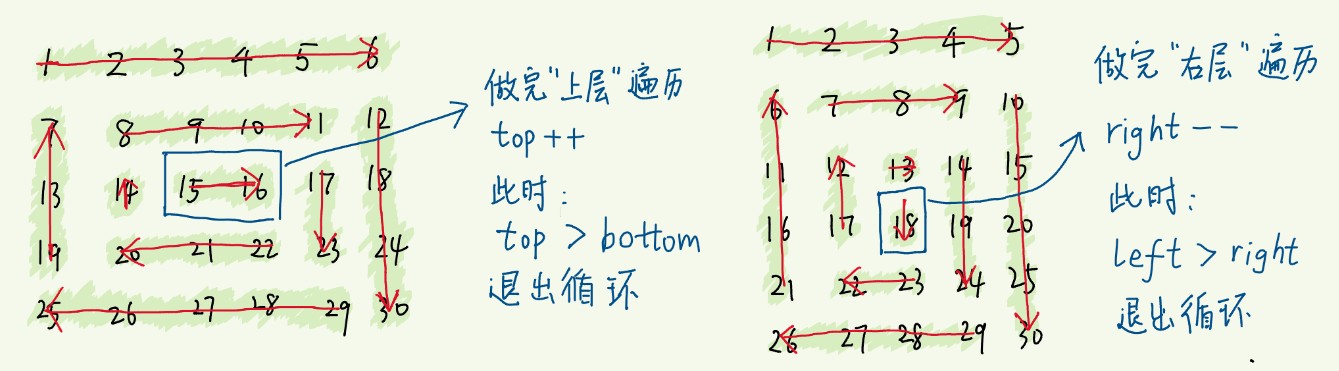 1 2 3 4 5 6
7 8 9 10 11 12
13 14 15 16 17 18
19 20 21 22 23 24
25 26 27 28 29 30
做完“上层”遍历
top ++
此时：
top > bottom
退出循环
1 2 3 4 5
6 7 8 9 10
11 12 13 14 15
16 17 18 19 20
21 22 23 24 25
26 27 28 29 30
做完“右层”遍历
right --
此时：
left > right
退出循环